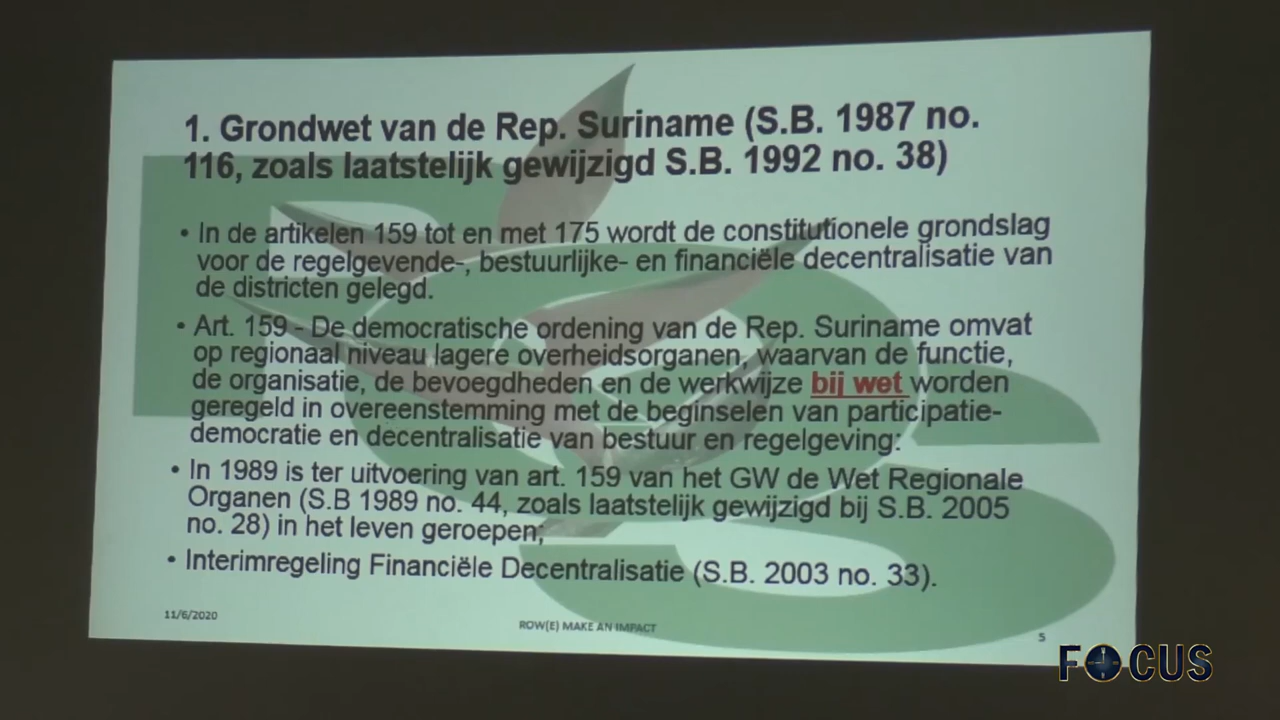 1. Grondwet van de Rep. Suriname (S.B. 1987 no.
116, zoals laatstelijk gewijzigd S.B. 1992 no. 38)
• In de artikelen 159 tot en met 175 wordt de constitutionele grondslag
voor de regelgevende-, bestuurlijke- en financiële decentralisatie van
de districten gelegd.
• Art. 159 - De democratische ordening van de Rep. Suriname omvat
op regionaal niveau lagere overheidsorganen, waarvan de functie,
de organisatie, de bevoegdheden en de werkwijze bij wet worden
geregeld in overeenstemming met de beginselen van participatie-
democratie en decentralisatie van bestuur en regelgeving:
• In 1989 is ter uitvoering van art. 159 van het GW de Wet Regionale
Organen (S.B 1989 no. 44, zoals laatstelijk gewijzigd bij S.B. 2005
no. 28) in het leven geroepen;
• Interimregeling Financiële Decentralisatie (S.B. 2003 no. 33).
11/6/2020
ROW(E) MAKE AN IMPACT
5
FOCUS